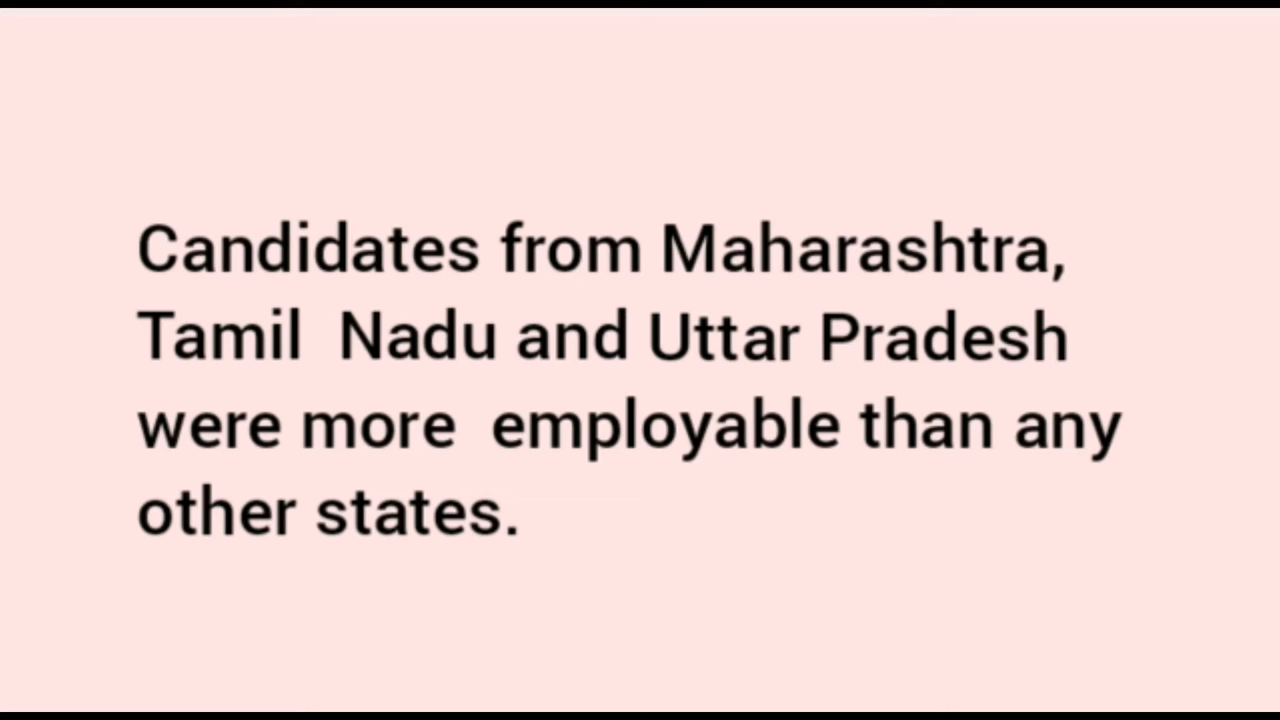 Candidates from Maharashtra,
Tamil  Nadu and Uttar Pradesh
were more  employable than any
other states.